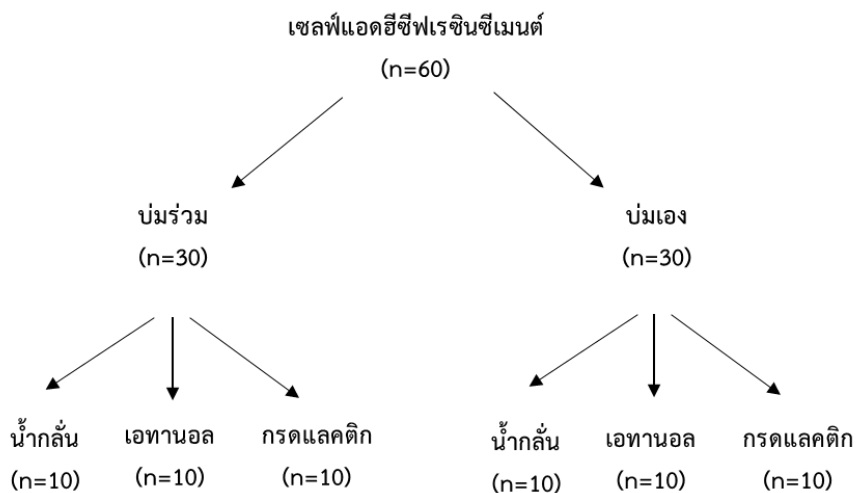 เซลฟ์แอดฮีซีฟเรซินซีเมนต์
(n=60)
บ่มร่วม
(n=30)
บ่มเอง
(n=30)
น้ำกลั่น
(n=10)
เอทานอล
(n=10)
กรดแลคติก
(n=10)
น้ำกลั่น
(n=10)
เอทานอล
(n=10)
กรดแลคติก
(n=10)